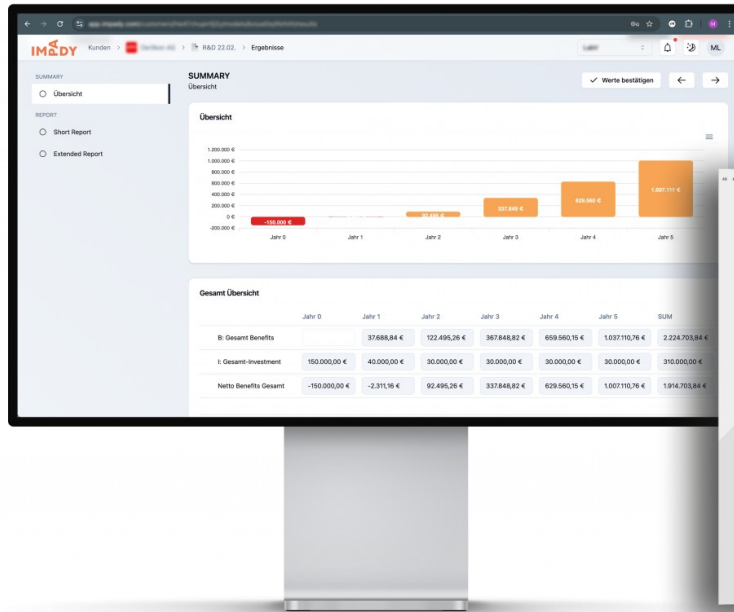 IMPADY Kunden > > R&D 22.02. > Ergebnisse ML
SUMMARY
Übersicht
REPORT
Short Report
Extended Report
SUMMARY
Übersicht
Werte bestätigen
Übersicht
1.200.000 €
1.000.000 €
800.000 €
600.000 €
400.000 €
200.000 €
0 €
-200.000 €
-150.000 €
92.495 €
337.849 €
629.560 €
1.007.111 €
Jahr 0 Jahr 1 Jahr 2 Jahr 3 Jahr 4 Jahr 5
Gesamt Übersicht
Jahr 0 Jahr 1 Jahr 2 Jahr 3 Jahr 4 Jahr 5 SUM
B: Gesamt Benefits 37.688,84 € 122.495,26 € 367.848,82 € 659.560,15 € 1.037.110,76 € 2.224.703,84 €
I: Gesamt-Investment 150.000,00 € 40.000,00 € 30.000,00 € 30.000,00 € 30.000,00 € 30.000,00 € 310.000,00 €
Netto Benefits Gesamt -150.000,00 € -2.311,16 € 92.495,26 € 337.848,82 € 629.560,15 € 1.007.110,76 € 1.914.703,84 €